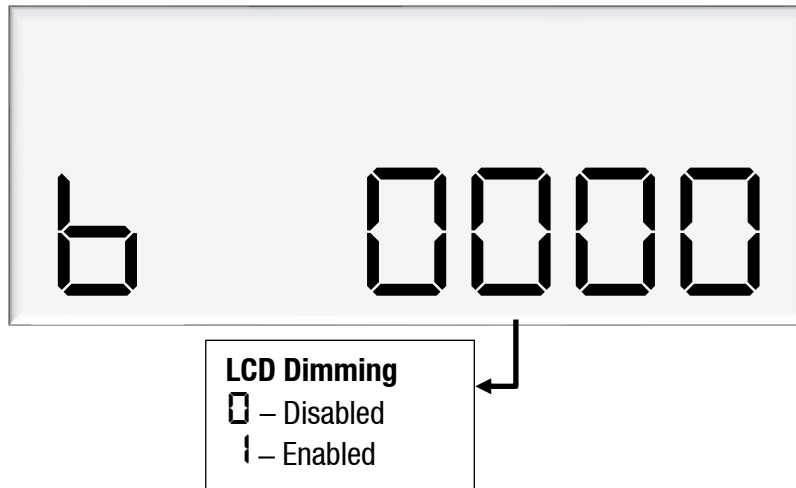 b 0000
LCD Dimming
0 – Disabled
1 – Enabled